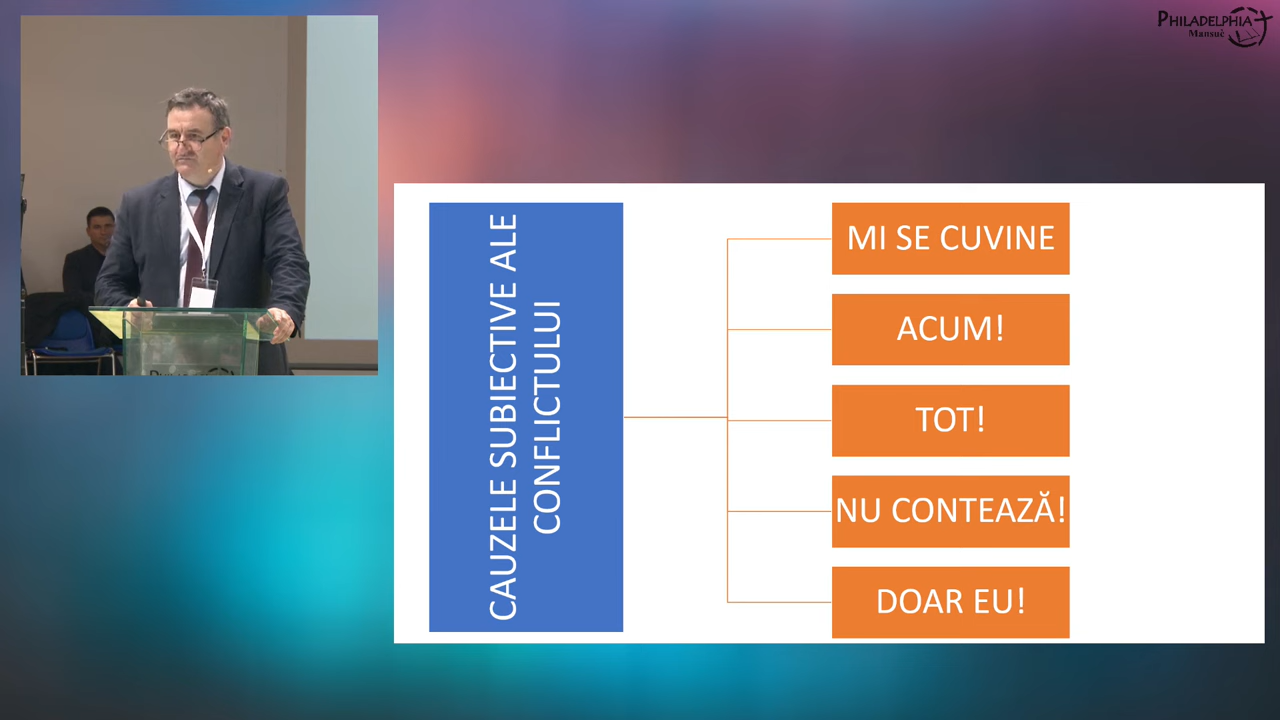 PHILADELPHIA
Mansuè
CAUZELE SUBIECTIVE ALE
CONFLICTULUI
MI SE CUVINE
ACUM!
TOT!
NU CONTEAZĂ!
DOAR EU!